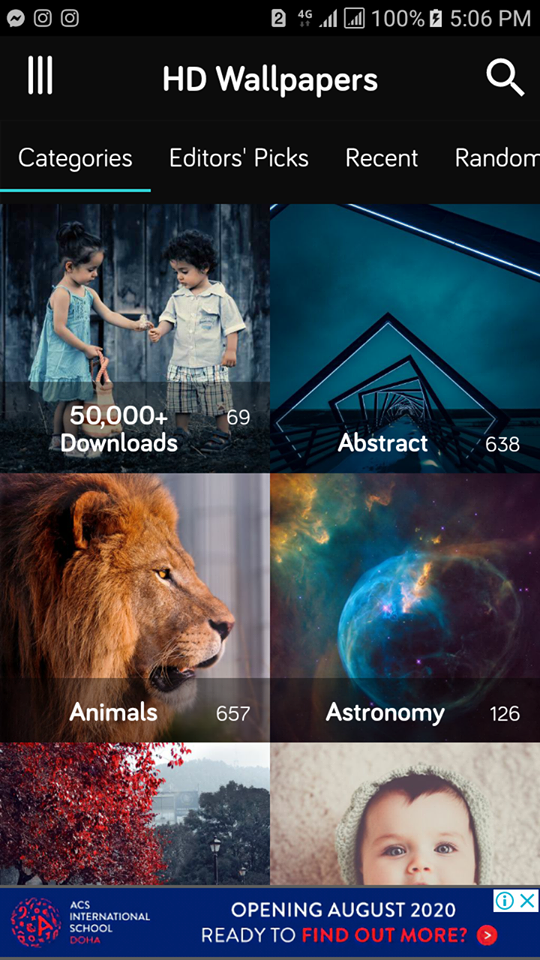 2 4G 100% 5:06 PM
HD Wallpapers
Categories Editors' Picks Recent Random
50,000+ 69
Downloads
Abstract 638
Animals 657
Astronomy 126
ACS
INTERNATIONAL
SCHOOL
DOHA
OPENING AUGUST 2020
READY TO FIND OUT MORE?